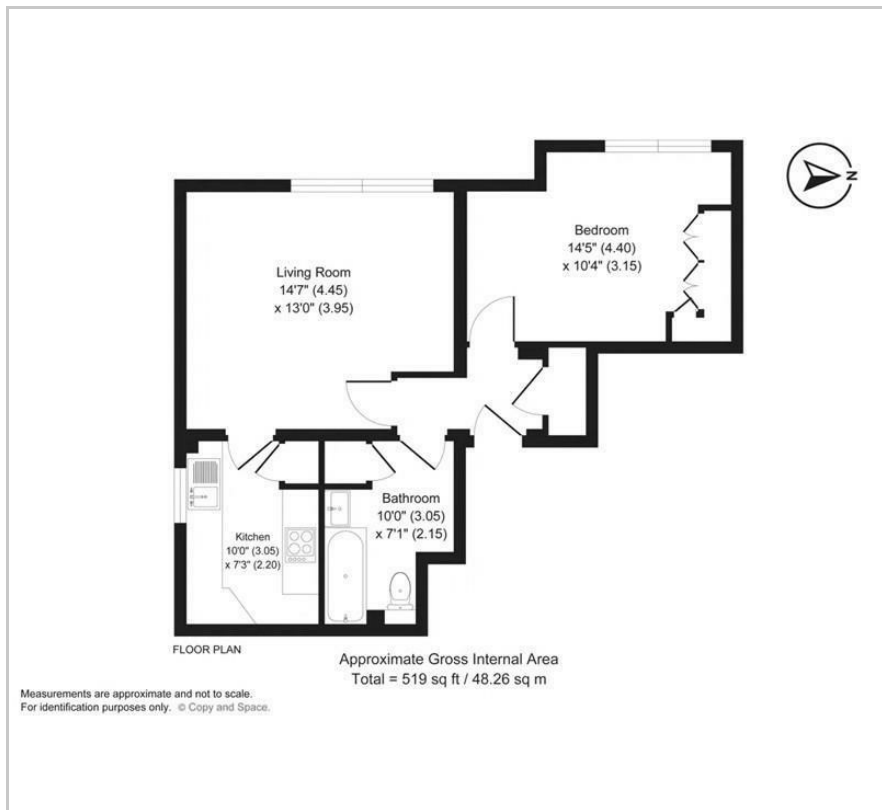 N
Bedroom
14'5" (4.40)
x 10'4" (3.15)
Living Room
14'7" (4.45)
x 13'0" (3.95)
Bathroom
10'0" (3.05)
x 7'1" (2.15)
Kitchen
10'0" (3.05)
x 7'3" (2.20)
FLOOR PLAN
Approximate Gross Internal Area
Total = 519 sq ft / 48.26 sq m
Measurements are approximate and not to scale.
For identification purposes only. © Copy and Space.